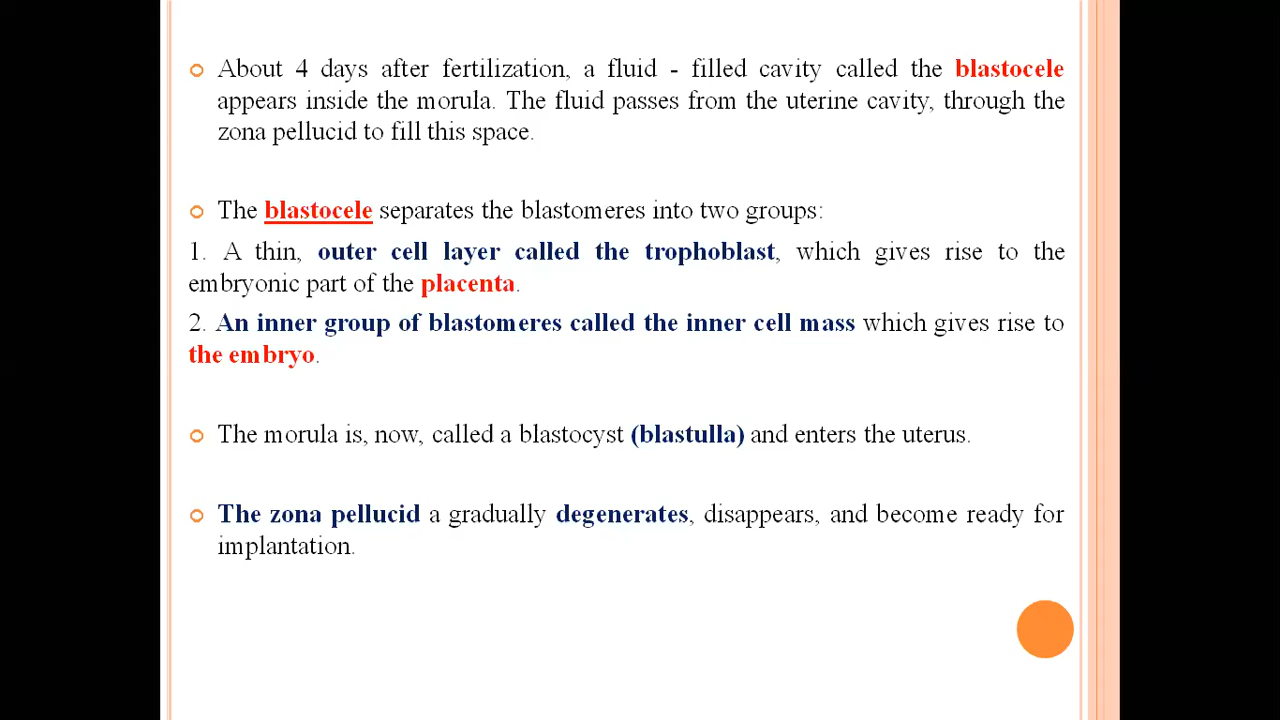 About 4 days after fertilization, a fluid - filled cavity called the blastocele
appears inside the morula. The fluid passes from the uterine cavity, through the
zona pellucid to fill this space.
The blastocele separates the blastomeres into two groups:
1. A thin, outer cell layer called the trophoblast, which gives rise to the
embryonic part of the placenta.
2. An inner group of blastomeres called the inner cell mass which gives rise to
the embryo.
The morula is, now, called a blastocyst (blastulla) and enters the uterus.
The zona pellucid a gradually degenerates, disappears, and become ready for
implantation.